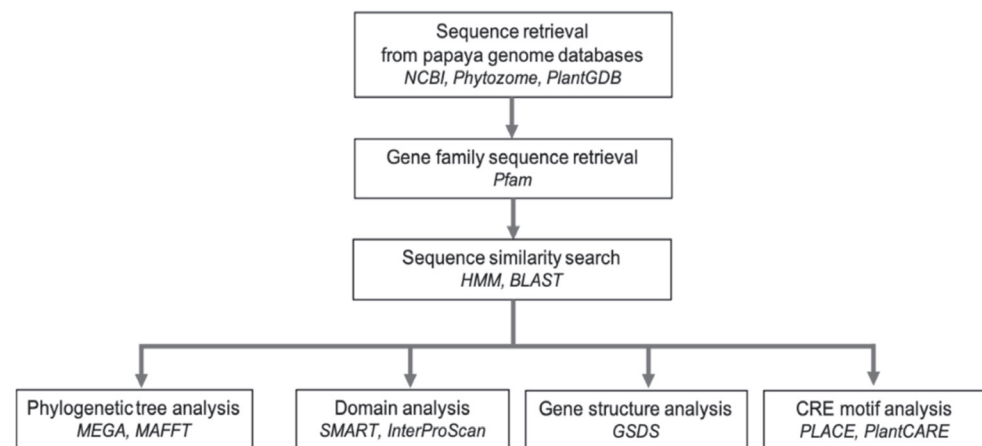 Sequence retrieval
from papaya genome databases
NCBI, Phytozome, PlantGDB
Gene family sequence retrieval
Pfam
Sequence similarity search
HMM, BLAST
Phylogenetic tree analysis
MEGA, MAFFT
Domain analysis
SMART, InterProScan
Gene structure analysis
GSDS
CRE motif analysis
PLACE, PlantCARE